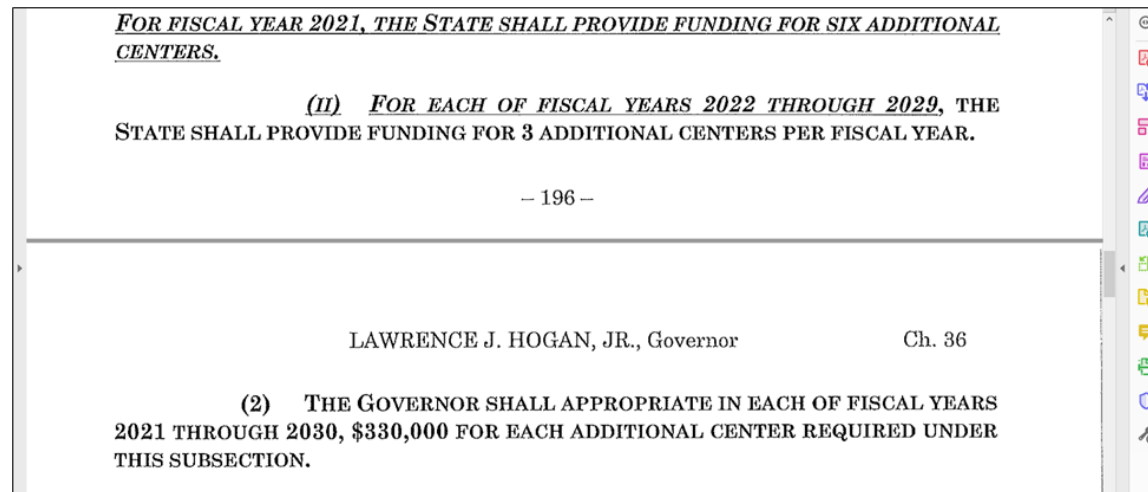 FOR FISCAL YEAR 2021, THE STATE SHALL PROVIDE FUNDING FOR SIX ADDITIONAL
CENTERS.
(II) FOR EACH OF FISCAL YEARS 2022 THROUGH 2029, THE
STATE SHALL PROVIDE FUNDING FOR 3 ADDITIONAL CENTERS PER FISCAL YEAR.
– 196 –
LAWRENCE J. HOGAN, JR., Governor Ch. 36
(2) THE GOVERNOR SHALL APPROPRIATE IN EACH OF FISCAL YEARS
2021 THROUGH 2030, $330,000 FOR EACH ADDITIONAL CENTER REQUIRED UNDER
THIS SUBSECTION.